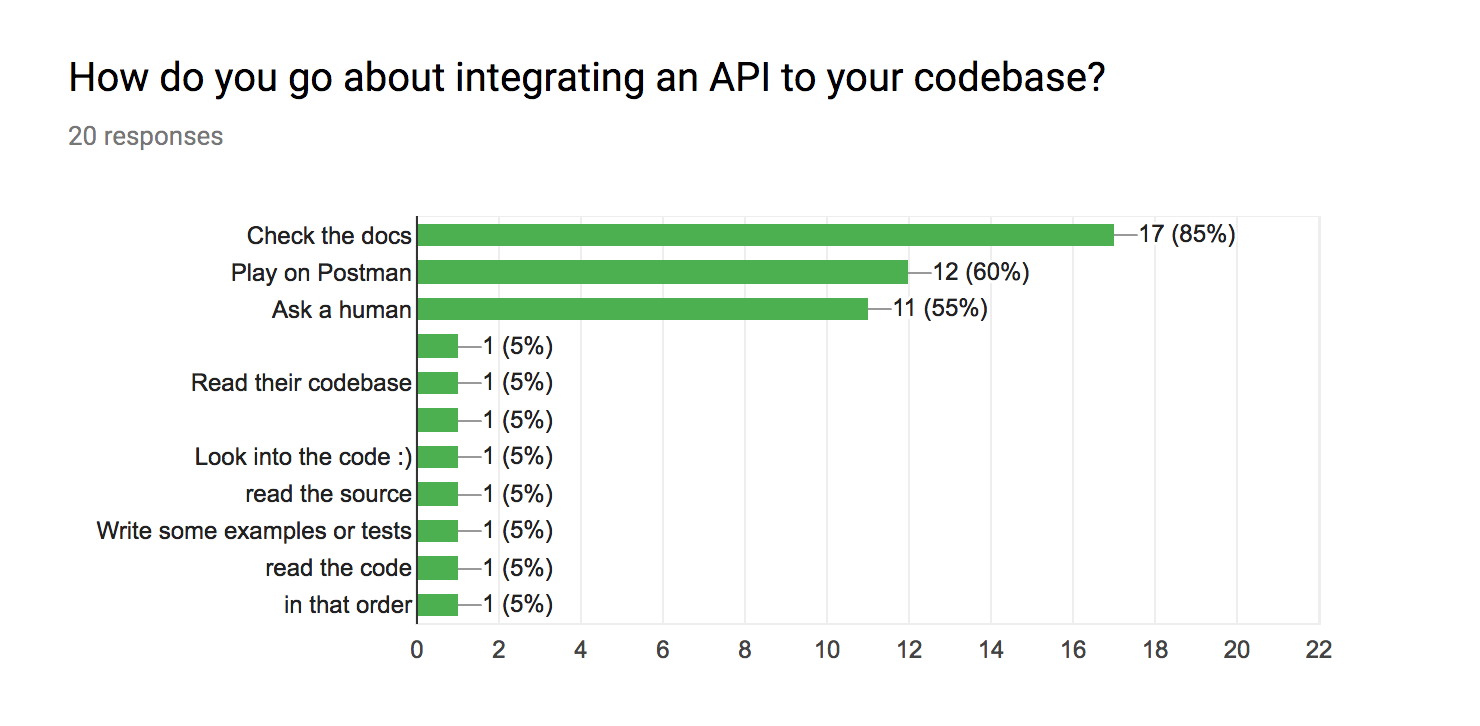 How do you go about integrating an API to your codebase?
20 responses
Check the docs 17 (85%)
Play on Postman 12 (60%)
Ask a human 11 (55%)
1 (5%)
Read their codebase 1 (5%)
1 (5%)
Look into the code :) 1 (5%)
read the source 1 (5%)
Write some examples or tests 1 (5%)
read the code 1 (5%)
in that order 1 (5%)
0 2 4 6 8 10 12 14 16 18 20 22